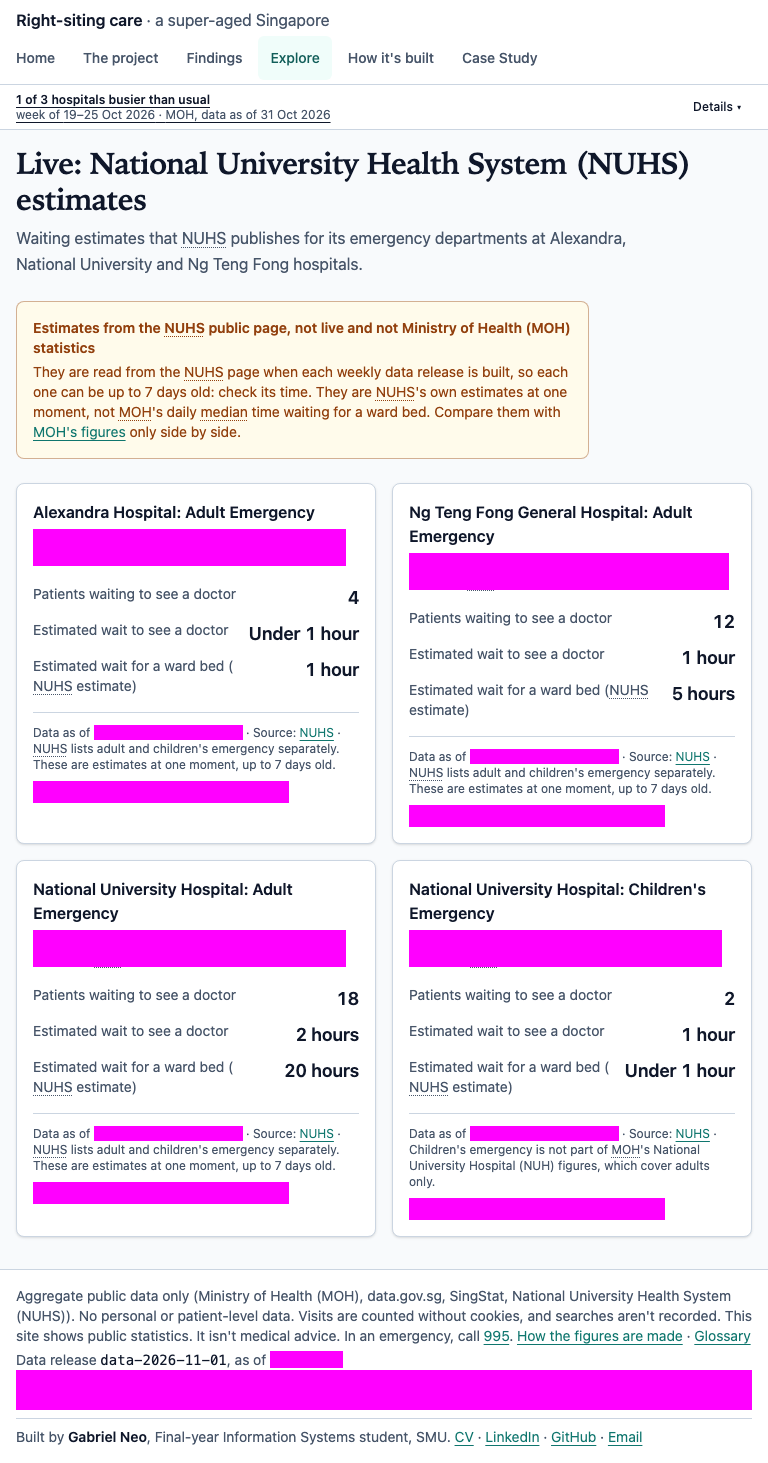 Right-siting care · a super-aged Singapore
Home The project Findings Explore How it's built Case Study
1 of 3 hospitals busier than usual
week of 19–25 Oct 2026 · MOH, data as of 31 Oct 2026
Details ▾
Live: National University Health System (NUHS)
estimates
Waiting estimates that NUHS publishes for its emergency departments at Alexandra,
National University and Ng Teng Fong hospitals.
Estimates from the NUHS public page, not live and not Ministry of Health (MOH)
statistics
They are read from the NUHS page when each weekly data release is built, so each
one can be up to 7 days old: check its time. They are NUHS's own estimates at one
moment, not MOH's daily median time waiting for a ward bed. Compare them with
MOH's figures only side by side.
Alexandra Hospital: Adult Emergency
Patients waiting to see a doctor 4
Estimated wait to see a doctor Under 1 hour
Estimated wait for a ward bed ( 1 hour
NUHS estimate)
Data as of · Source: NUHS ·
NUHS lists adult and children's emergency separately.
These are estimates at one moment, up to 7 days old.
Ng Teng Fong General Hospital: Adult
Emergency
Patients waiting to see a doctor 12
Estimated wait to see a doctor 1 hour
Estimated wait for a ward bed (NUHS 5 hours
estimate)
Data as of · Source: NUHS ·
NUHS lists adult and children's emergency separately.
These are estimates at one moment, up to 7 days old.
National University Hospital: Adult
Emergency
Patients waiting to see a doctor 18
Estimated wait to see a doctor 2 hours
Estimated wait for a ward bed ( 20 hours
NUHS estimate)
Data as of · Source: NUHS ·
NUHS lists adult and children's emergency separately.
These are estimates at one moment, up to 7 days old.
National University Hospital: Children's
Emergency
Patients waiting to see a doctor 2
Estimated wait to see a doctor 1 hour
Estimated wait for a ward bed ( Under 1 hour
NUHS estimate)
Data as of · Source: NUHS ·
Children's emergency is not part of MOH's National
University Hospital (NUH) figures, which cover adults
only.
Aggregate public data only (Ministry of Health (MOH), data.gov.sg, SingStat, National University Health System
(NUHS)). No personal or patient-level data. Visits are counted without cookies, and searches aren't recorded. This
site shows public statistics. It isn't medical advice. In an emergency, call 995. How the figures are made · Glossary
Data release data-2026-11-01, as of
Built by Gabriel Neo, Final-year Information Systems student, SMU. CV · LinkedIn · GitHub · Email